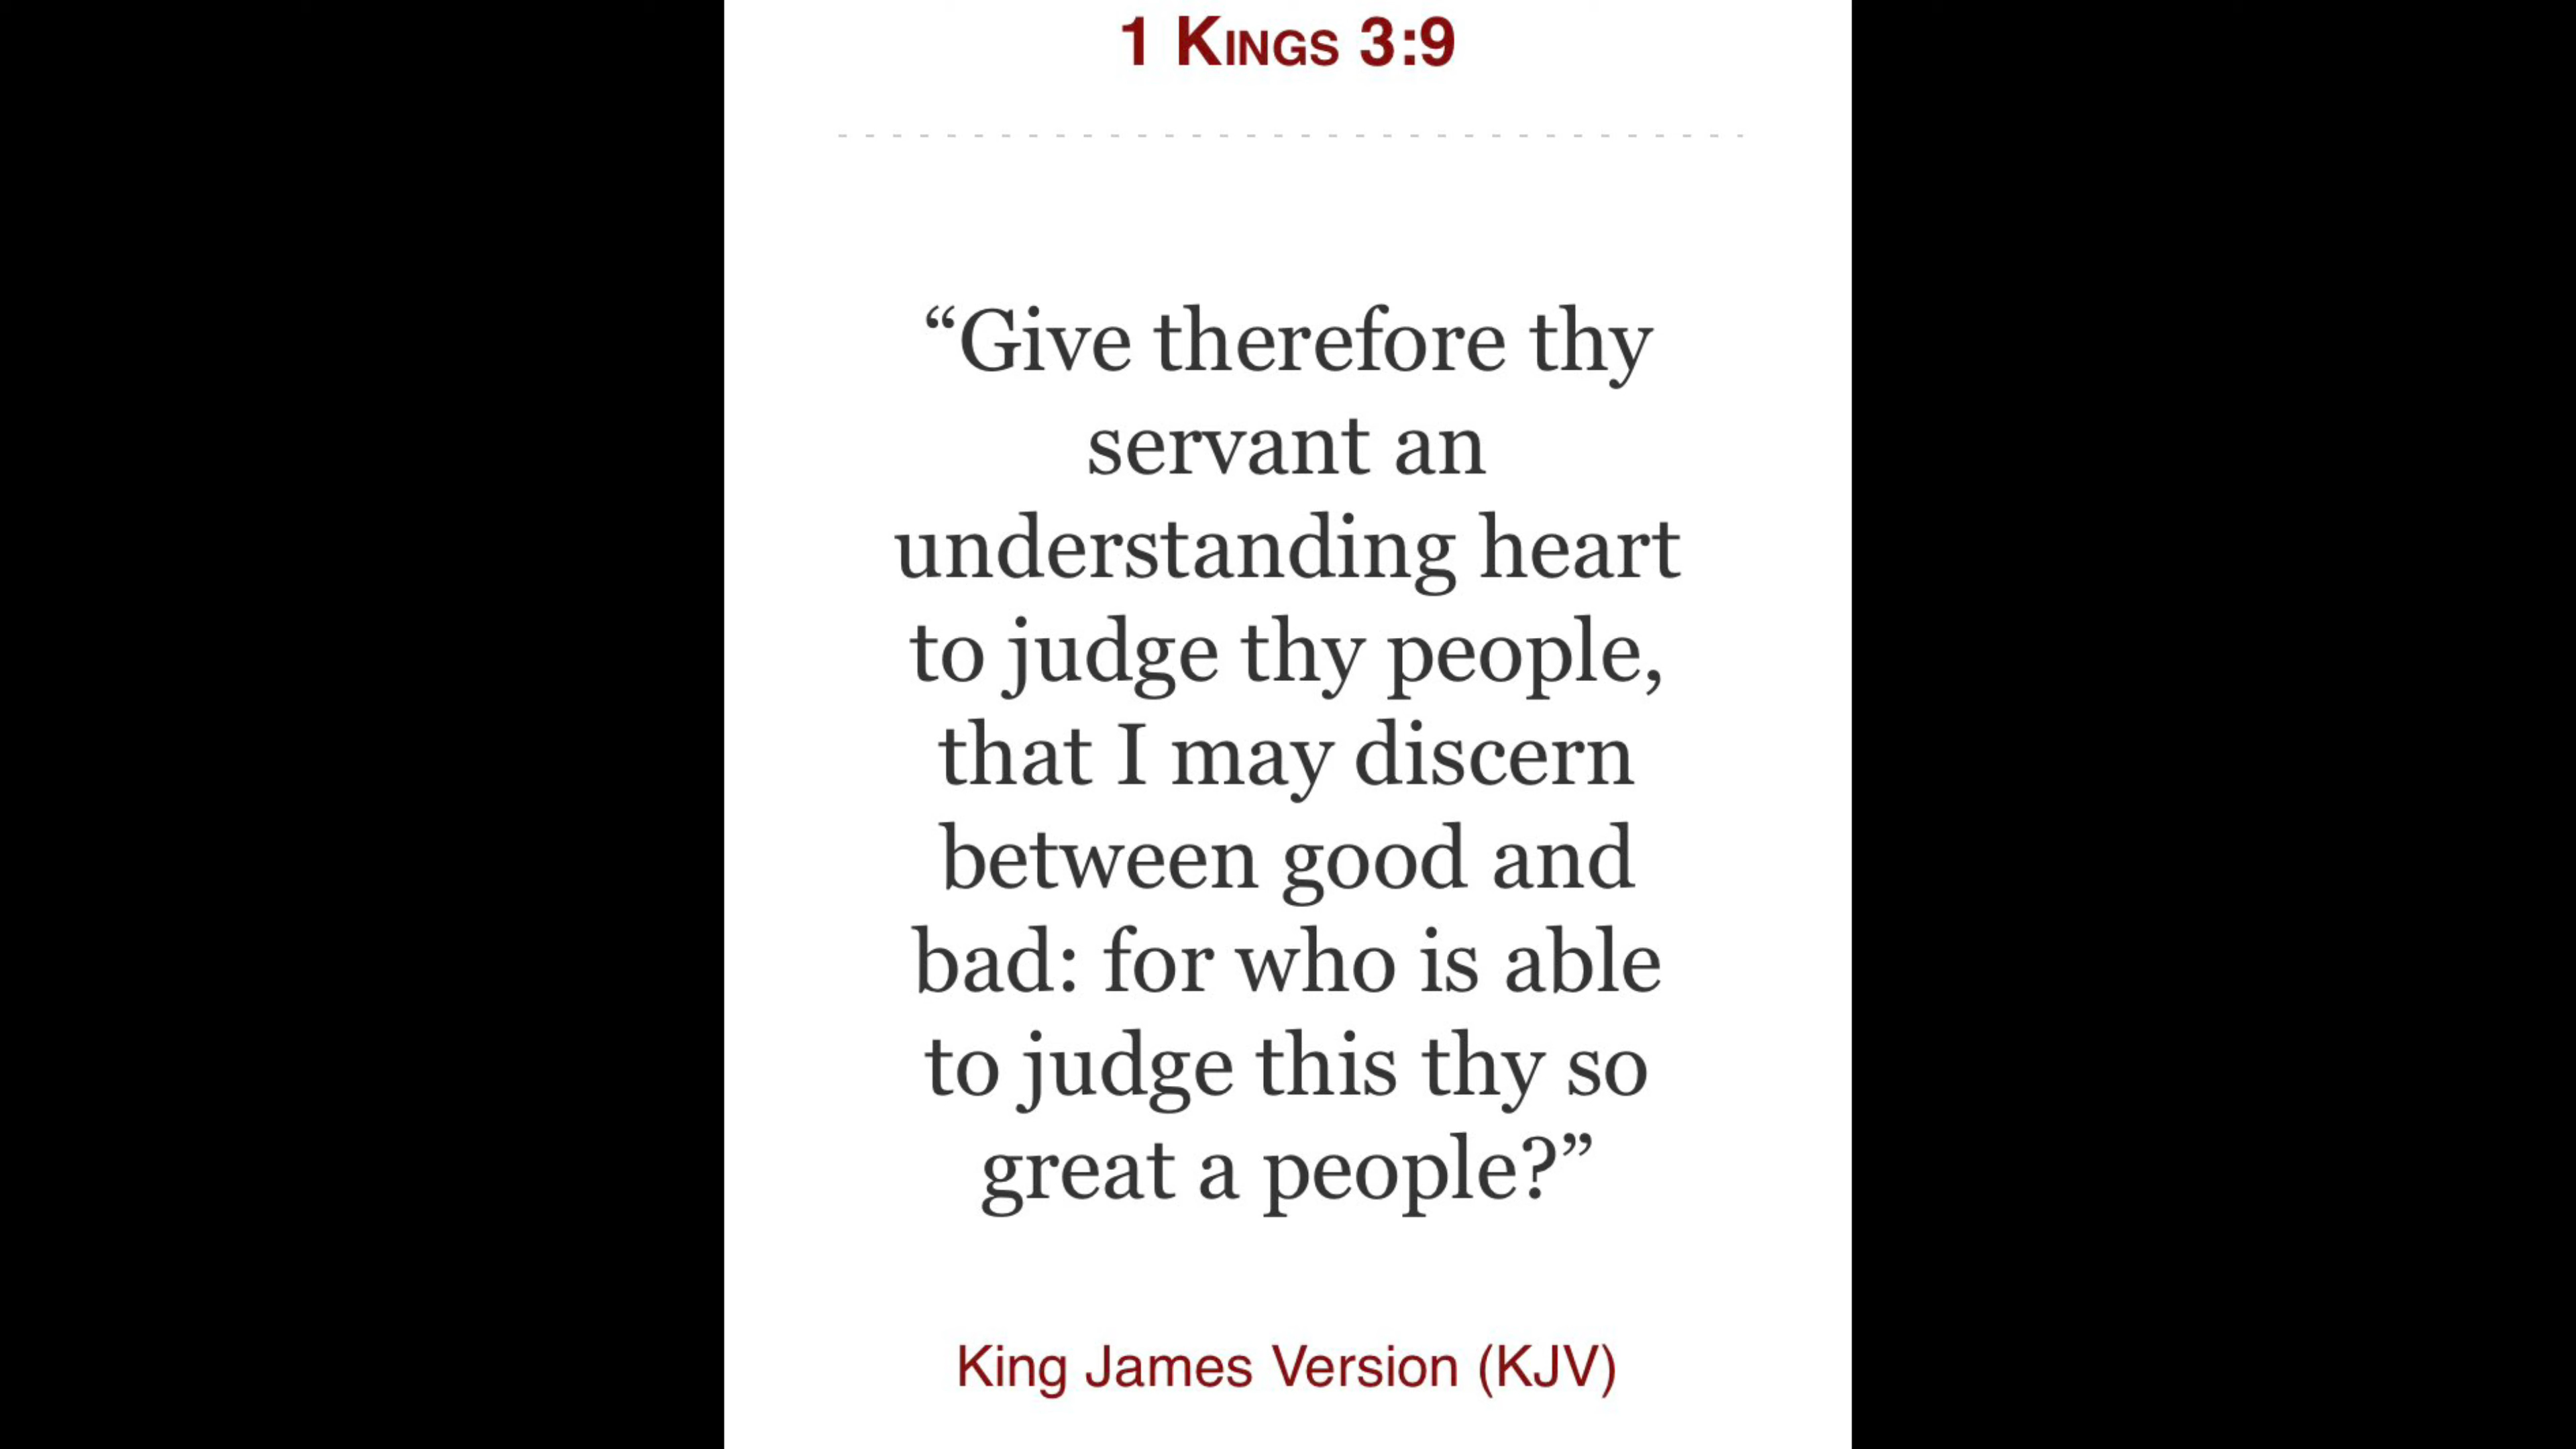 1 Kings 3:9
“Give therefore thy
servant an
understanding heart
to judge thy people,
that I may discern
between good and
bad: for who is able
to judge this thy so
great a people?”
King James Version (KJV)